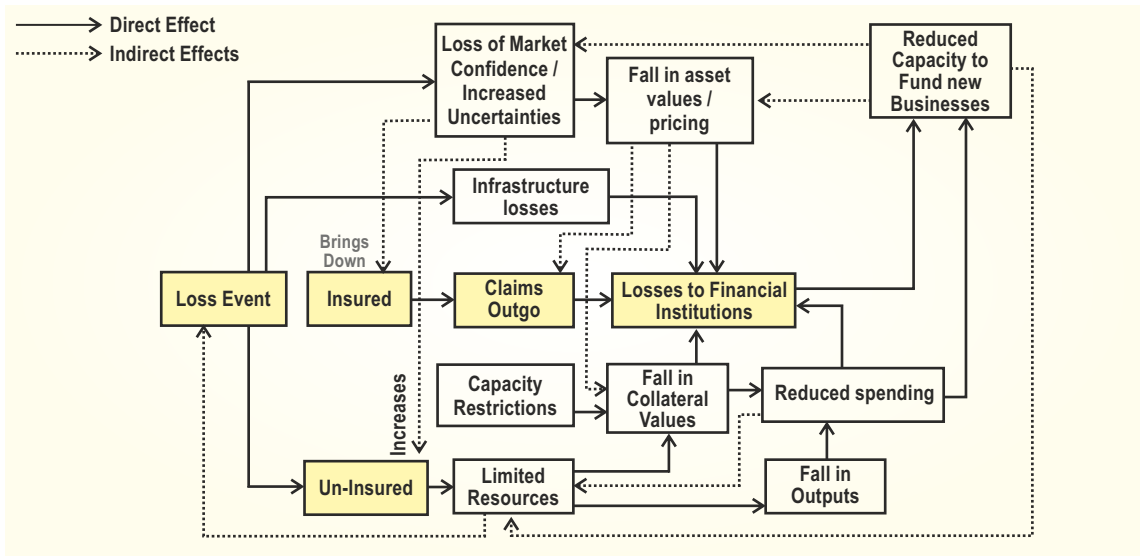 Direct Effect
Indirect Effects
Loss of Market
Confidence /
Increased
Uncertainties
Fall in asset
values /
pricing
Reduced
Capacity to
Fund new
Businesses
Infrastructure
losses
Brings
Down
Loss Event
Insured
Claims
Outgo
Losses to Financial
Institutions
Capacity
Restrictions
Fall in
Collateral
Values
Reduced spending
Increases
Un-Insured
Limited
Resources
Fall in
Outputs